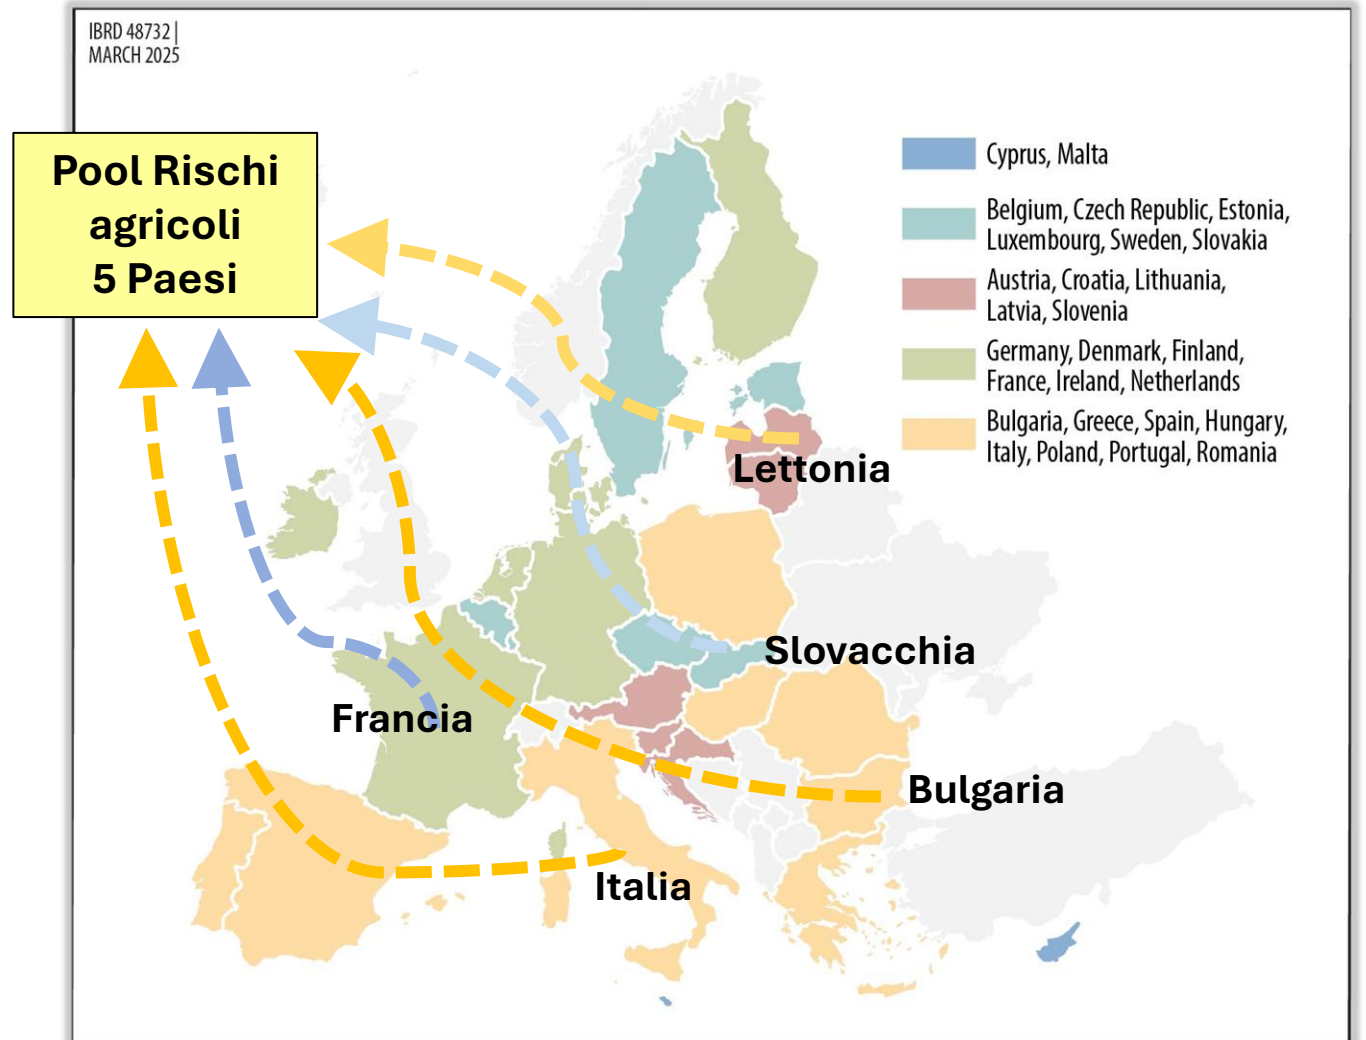 IBRD 48732 |
MARCH 2025
Pool Rischi
agricoli
5 Paesi
Cyprus, Malta
Belgium, Czech Republic, Estonia,
Luxembourg, Sweden, Slovakia
Austria, Croatia, Lithuania,
Latvia, Slovenia
Germany, Denmark, Finland,
France, Ireland, Netherlands
Bulgaria, Greece, Spain, Hungary,
Italy, Poland, Portugal, Romania
Lettonia
Slovacchia
Francia
Bulgaria
Italia